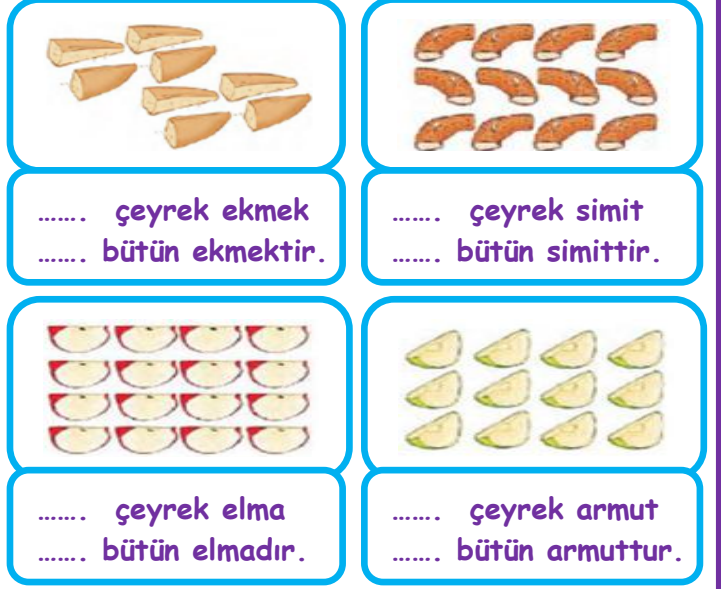 ……. çeyrek ekmek
……. bütün ekmektir.
……. çeyrek simit
……. bütün simittir.
……. çeyrek elma
……. bütün elmadır.
……. çeyrek armut
……. bütün armuttur.